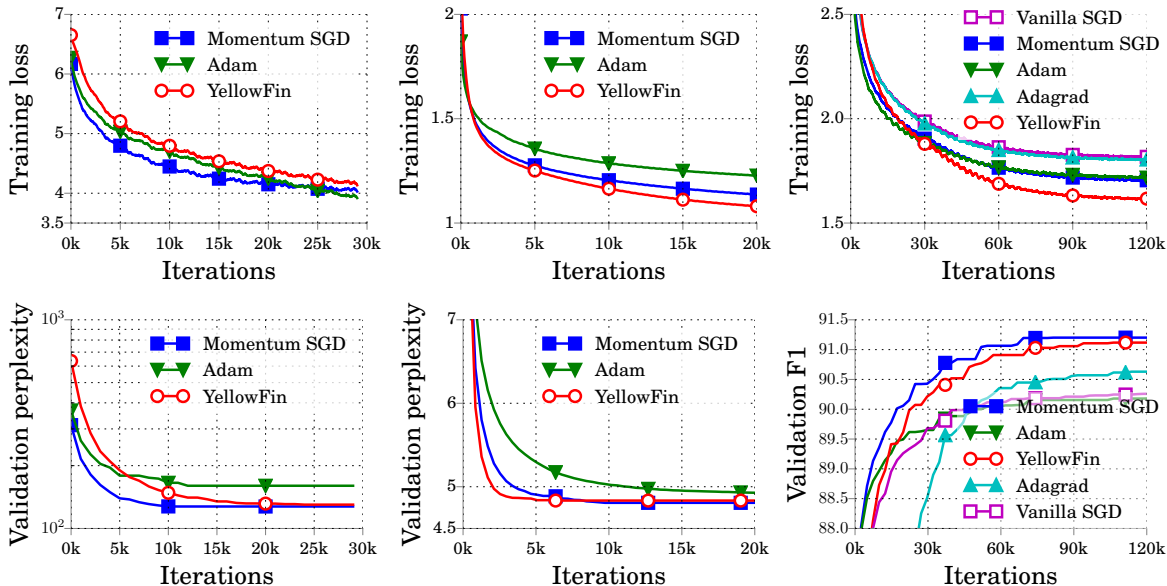 Training loss
7
6
5
4
3.5
0k 5k 10k 15k 20k 25k 30k
Iterations
Momentum SGD
Adam
YellowFin
Training loss
2
1.5
1
0k 5k 10k 15k 20k
Iterations
Momentum SGD
Adam
YellowFin
Training loss
2.5
2.0
1.5
0k 30k 60k 90k 120k
Iterations
Vanilla SGD
Momentum SGD
Adam
Adagrad
YellowFin
Validation perplexity
10^3
10^2
0k 5k 10k 15k 20k 25k 30k
Iterations
Momentum SGD
Adam
YellowFin
Validation perplexity
7
6
5
4.5
0k 5k 10k 15k 20k
Iterations
Momentum SGD
Adam
YellowFin
Validation F1
91.5
91.0
90.5
90.0
89.5
89.0
88.5
88.0
0k 30k 60k 90k 120k
Iterations
Momentum SGD
Adam
YellowFin
Adagrad
Vanilla SGD